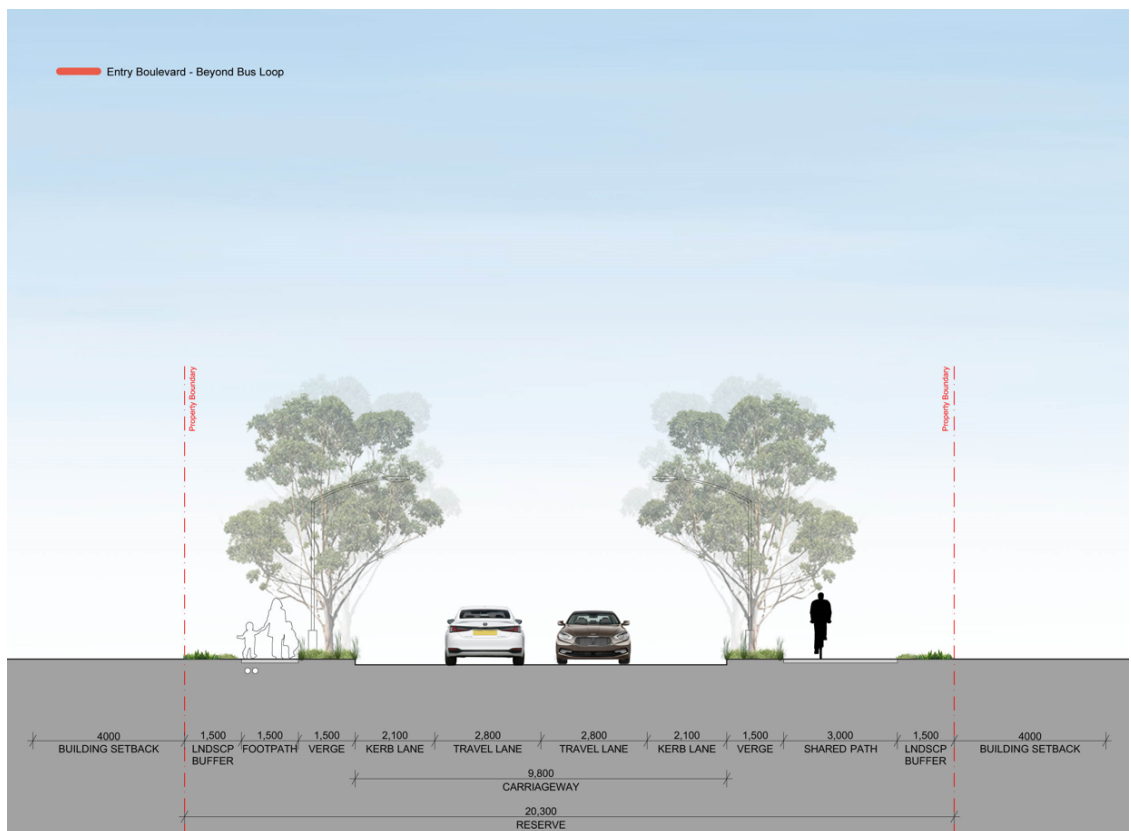 Entry Boulevard - Beyond Bus Loop
Property Boundary
Property Boundary
4000
BUILDING SETBACK
1,500
LNDSCP
BUFFER
1,500
FOOTPATH
1,500
VERGE
2,100
KERB LANE
2,800
TRAVEL LANE
2,800
TRAVEL LANE
2,100
KERB LANE
1,500
VERGE
3,000
SHARED PATH
1,500
LNDSCP
BUFFER
4000
BUILDING SETBACK
9,800
CARRIAGEWAY
20,300
RESERVE